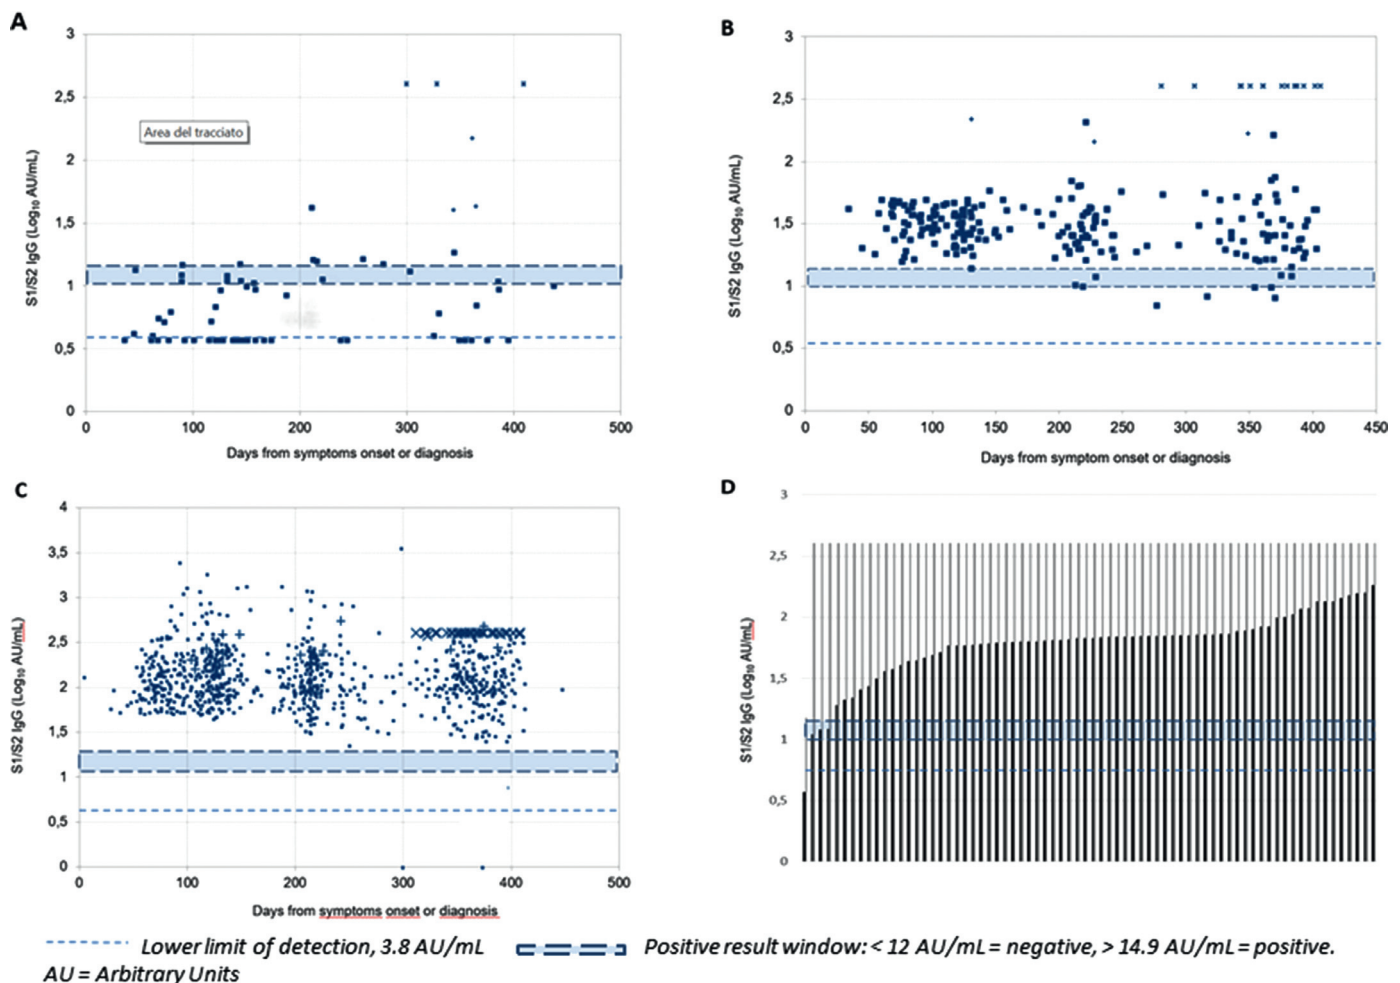 A
3
2,5
2
1,5
1
0,5
0
S1/S2 IgG (Log10 AU/mL)
Area del tracciato
0 100 200 300 400 500
Days from symptoms onset or diagnosis
B
3
2,5
2
1,5
1
0,5
0
S1/S2 IgG (Log10 AU/mL)
0 50 100 150 200 250 300 350 400 450
Days from symptom onset or diagnosis
C
4
3,5
3
2,5
2
1,5
1
0,5
0
S1/S2 IgG (Log10 AU/mL)
0 100 200 300 400 500
Days from symptoms onset or diagnosis
D
3
2,5
2
1,5
1
0,5
0
S1/S2 IgG (Log10 AU/mL)
Lower limit of detection, 3.8 AU/mL
Positive result window: < 12 AU/mL = negative, > 14.9 AU/mL = positive.
AU = Arbitrary Units